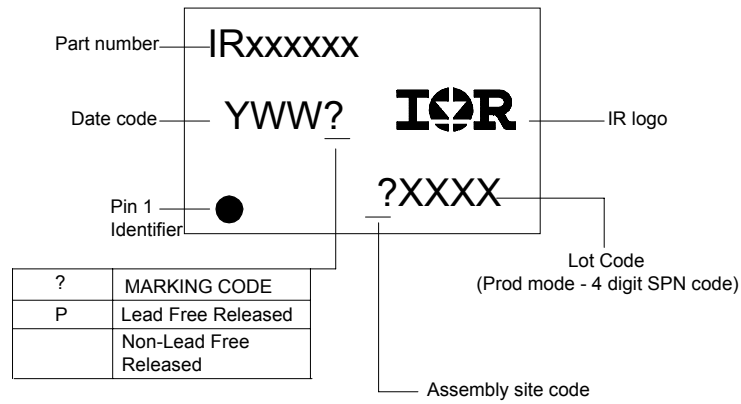 Part number
IRxxxxxx
Date code
YWW?
IOR
IR logo
?XXXX
Pin 1
Identifier
Lot Code
(Prod mode - 4 digit SPN code)
? MARKING CODE
P Lead Free Released
Non-Lead Free
Released
Assembly site code